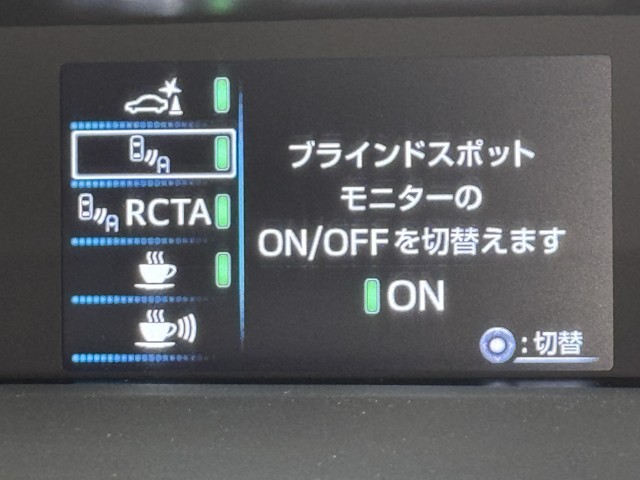 RCTA
ブラインドスポット
モニターの
ON/OFFを切替えます
ON
:切替